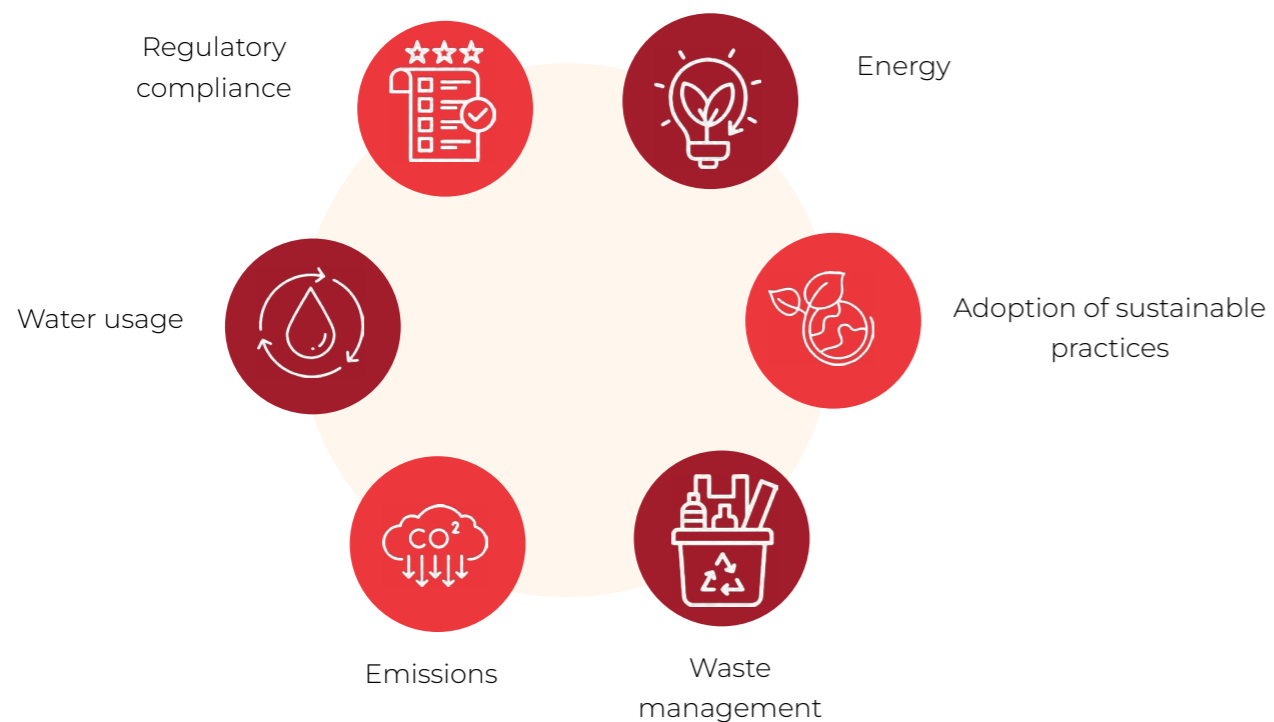 Regulatory
compliance
Energy
Water usage
Adoption of sustainable
practices
CO²
Emissions
Waste
management